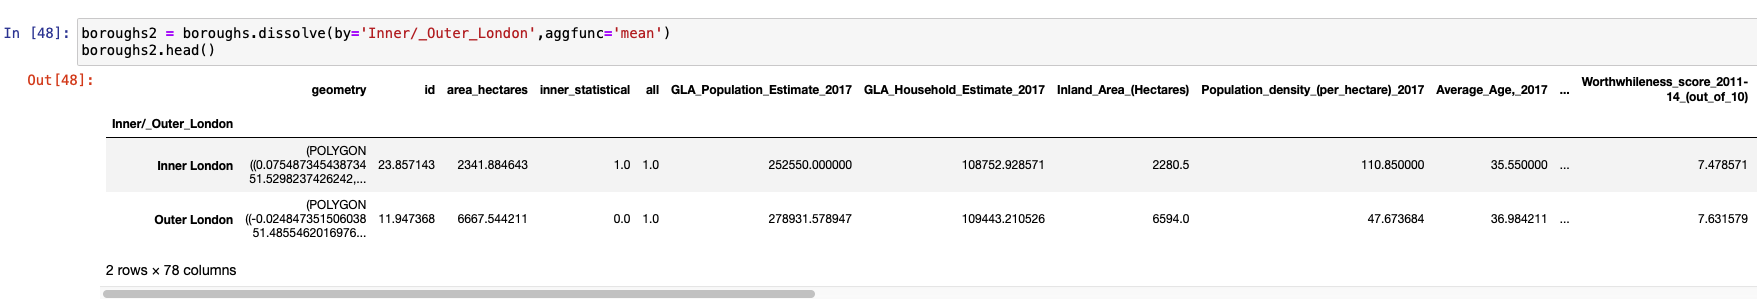 In [48]: boroughs2 = boroughs.dissolve(by='Inner/_Outer_London',aggfunc='mean')
boroughs2.head()
Out[48]:
geometry id area_hectares inner_statistical all GLA_Population_Estimate_2017 GLA_Household_Estimate_2017 Inland_Area_(Hectares) Population_density_(per_hectare)_2017 Average_Age,_2017 ... Worthwhileness_score_2011-
14_(out_of_10)
Inner/_Outer_London
(POLYGON
Inner London ((0.075487345438734 23.857143 2341.884643 1.0 1.0 252550.000000 108752.928571 2280.5 110.850000 35.550000 ... 7.478571
51.5298237426242,...
(POLYGON
Outer London ((-0.024847351506038 11.947368 6667.544211 0.0 1.0 278931.578947 109443.210526 6594.0 47.673684 36.984211 ... 7.631579
51.4855462016976...
2 rows × 78 columns